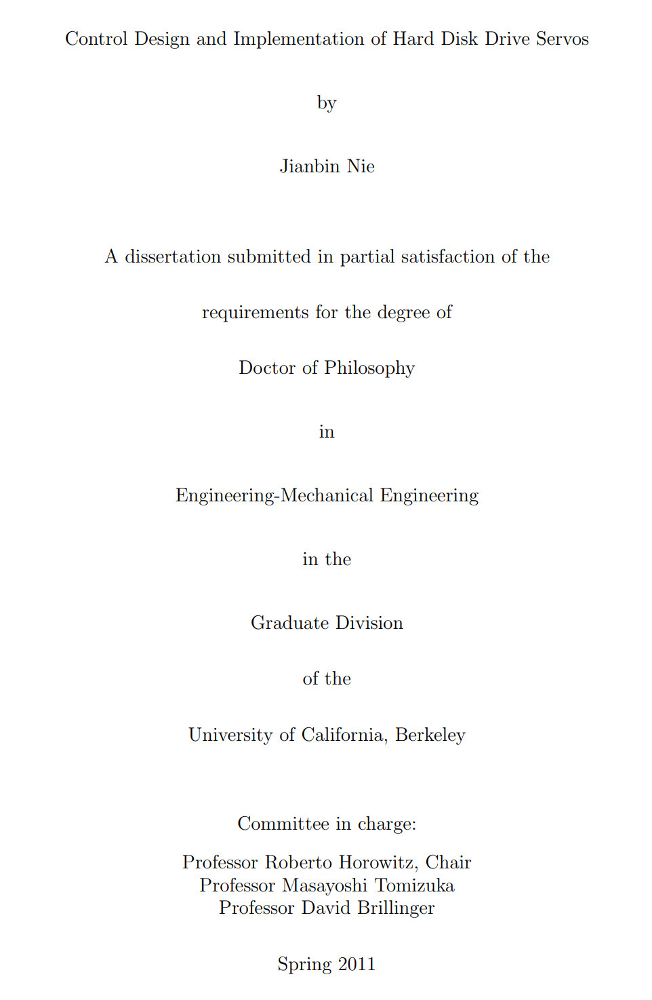 Control Design and Implementation of Hard Disk Drive Servos
by
Jianbin Nie
A dissertation submitted in partial satisfaction of the
requirements for the degree of
Doctor of Philosophy
in
Engineering-Mechanical Engineering
in the
Graduate Division
of the
University of California, Berkeley
Committee in charge:
Professor Roberto Horowitz, Chair
Professor Masayoshi Tomizuka
Professor David Brillinger
Spring 2011